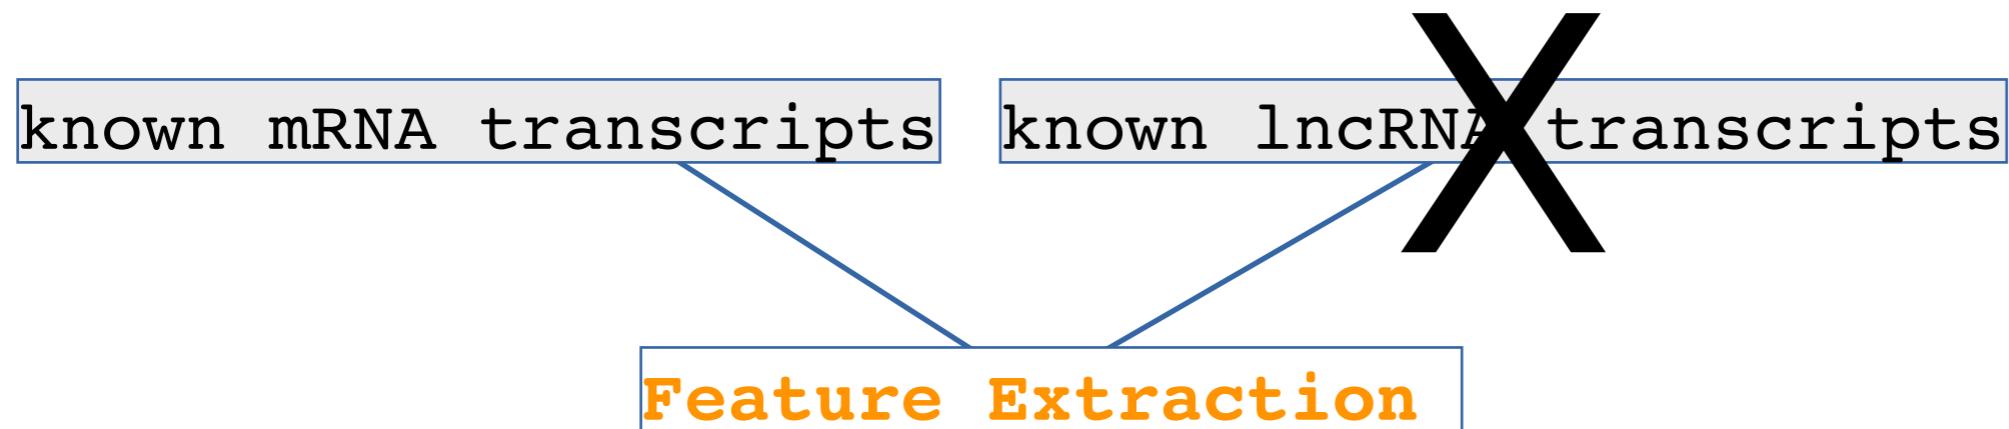 known mRNA transcripts
known lncRNA transcripts
X
Feature Extraction